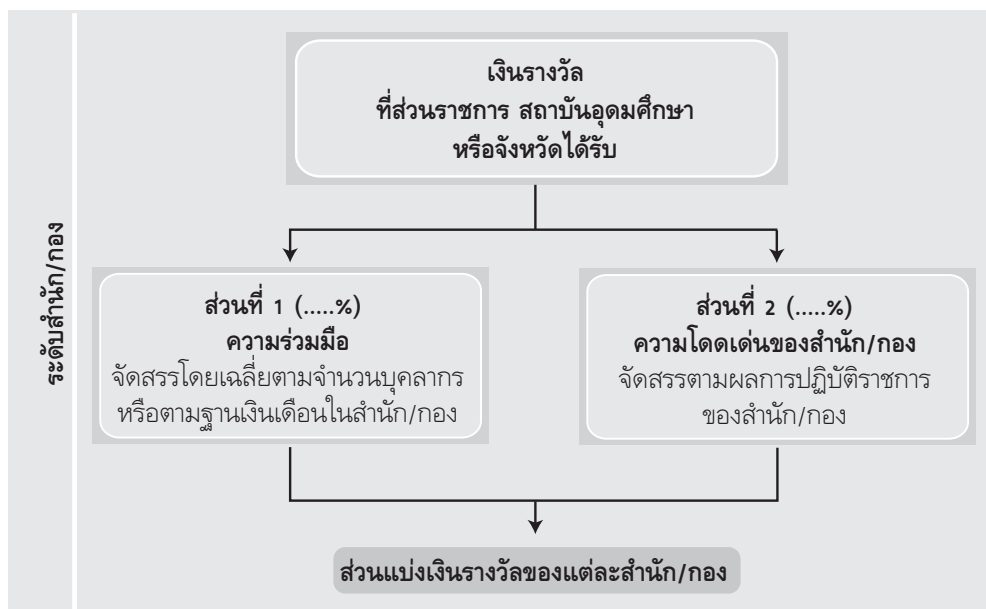 เงินรางวัล
ที่ส่วนราชการ สถาบันอุดมศึกษา
หรือจังหวัดได้รับ
ระดับสำนัก/กอง
ส่วนที่ 1 (.....%)
ความร่วมมือ
จัดสรรโดยเฉลี่ยตามจำนวนบุคลากร
หรือตามฐานเงินเดือนในสำนัก/กอง
ส่วนที่ 2 (.....%)
ความโดดเด่นของสำนัก/กอง
จัดสรรตามผลการปฏิบัติราชการ
ของสำนัก/กอง
ส่วนแบ่งเงินรางวัลของแต่ละสำนัก/กอง